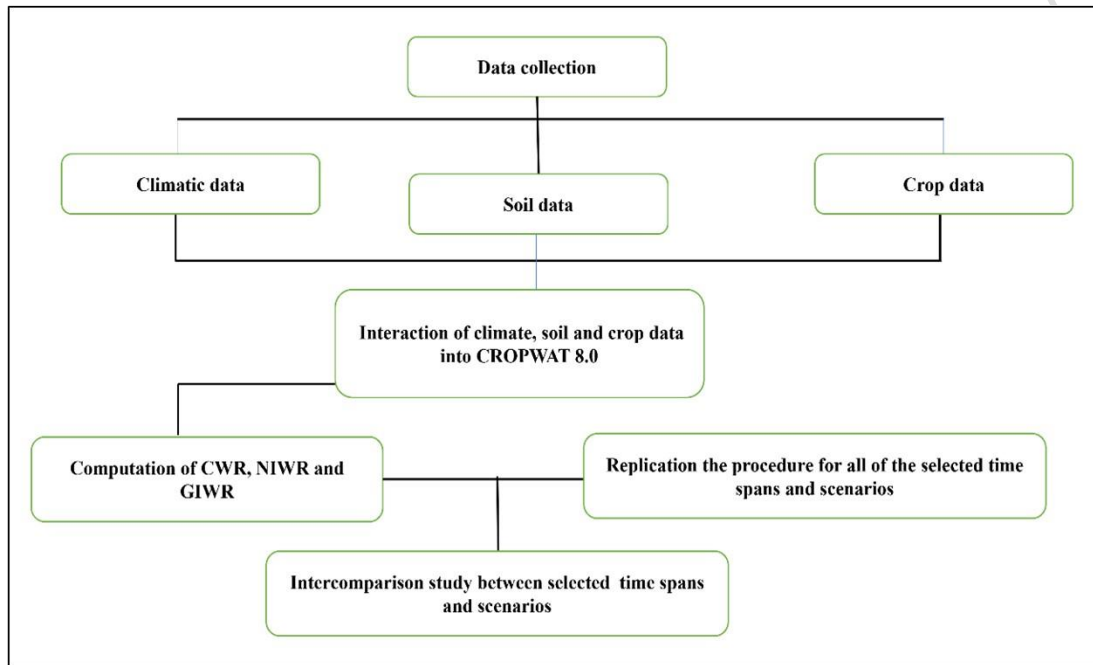 Data collection
Climatic data
Soil data
Crop data
Interaction of climate, soil and crop data
into CROPWAT 8.0
Computation of CWR, NIWR and
GIWR
Replication the procedure for all of the selected time
spans and scenarios
Intercomparison study between selected time spans
and scenarios